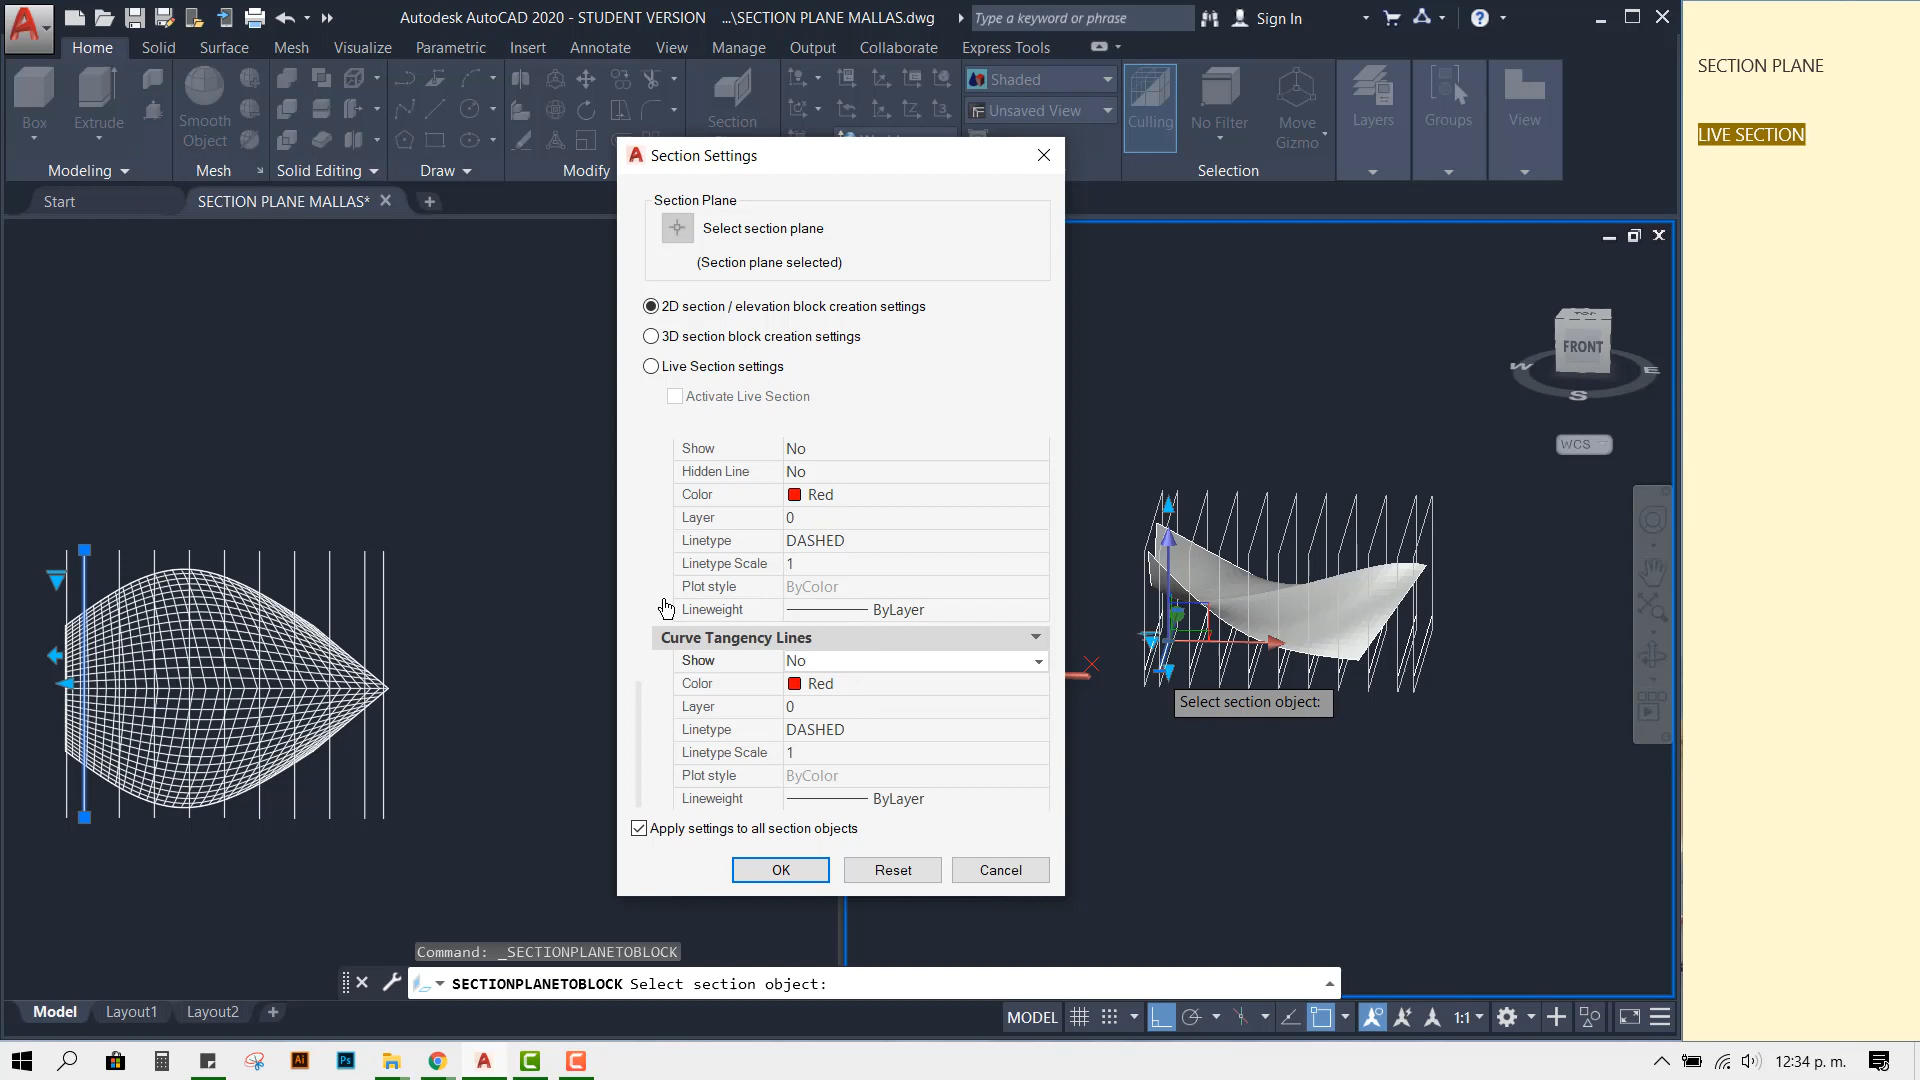 Autodesk AutoCAD 2020 - STUDENT VERSION ...\SECTION PLANE MALLAS.dwg
Type a keyword or phrase
Sign In
Home Solid Surface Mesh Visualize Parametric Insert Annotate View Manage Output Collaborate Express Tools
Box
Extrude
Smooth
Object
Section
Shaded
Unsaved View
Culling
No Filter
Move
Gizmo
Layers
Groups
View
Modeling
Mesh
Solid Editing
Draw
Modify
Selection
Start
SECTION PLANE MALLAS*
Section Settings
Section Plane
Select section plane
(Section plane selected)
2D section / elevation block creation settings
3D section block creation settings
Live Section settings
Activate Live Section
Show No
Hidden Line No
Color Red
Layer 0
Linetype DASHED
Linetype Scale 1
Plot style ByColor
Lineweight ByLayer
Curve Tangency Lines
Show No
Color Red
Layer 0
Linetype DASHED
Linetype Scale 1
Plot style ByColor
Lineweight ByLayer
Apply settings to all section objects
OK Reset Cancel
TOP
FRONT
W
E
S
WCS
Select section object:
Command: _SECTIONPLANETOBLOCK
SECTIONPLANETOBLOCK Select section object:
Model Layout1 Layout2
MODEL
1:1
12:34 p. m.
SECTION PLANE
LIVE SECTION